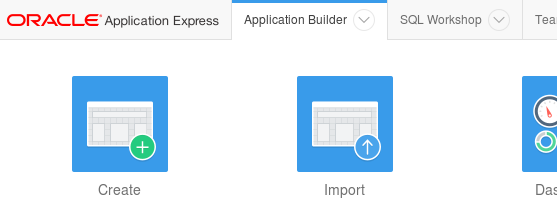 ORACLE Application Express Application Builder SQL Workshop
Create Import